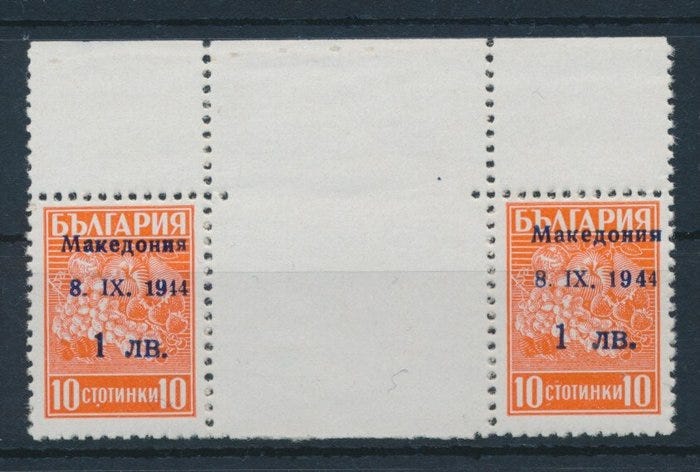 БЪЛГАРИЯ
Македония
8. IX. 1944
1 лв.
10 СТОТИНКИ 10
БЪЛГАРИЯ
Македония
8. IX. 1944
1 лв.
10 СТОТИНКИ 10